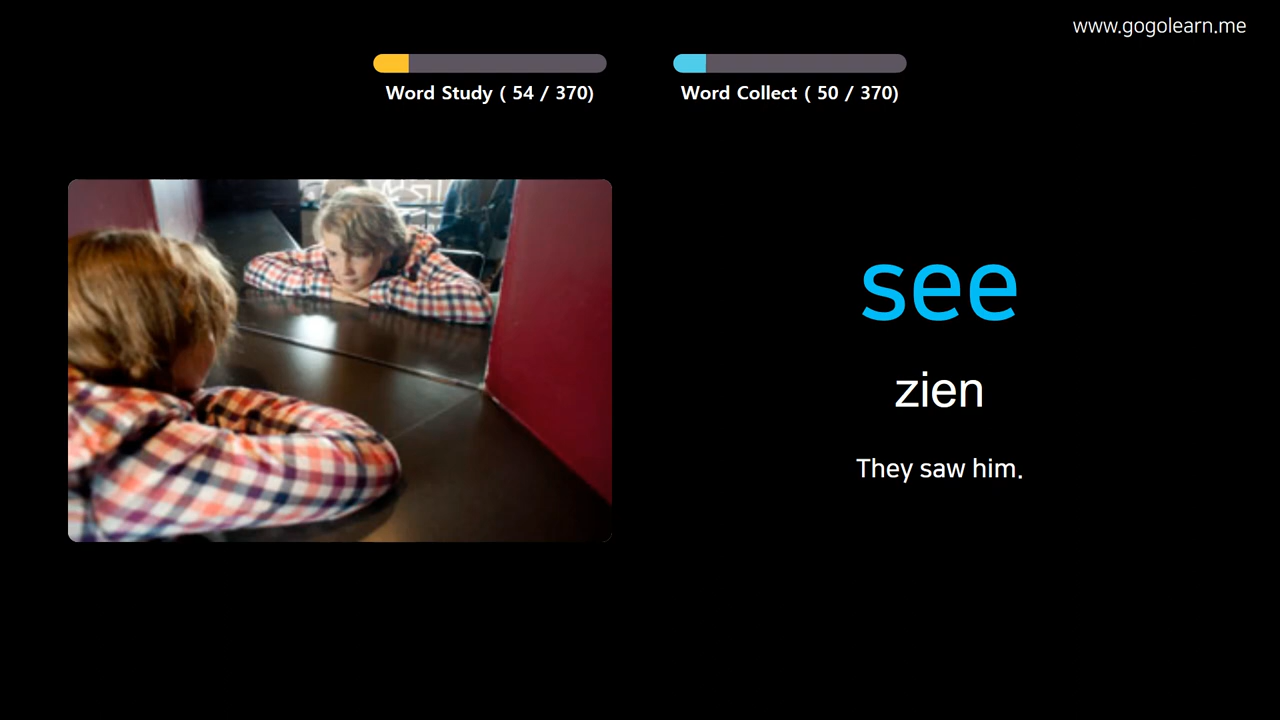 www.gogolearn.me
Word Study ( 54 / 370)
Word Collect ( 50 / 370)
see
zien
They saw him.